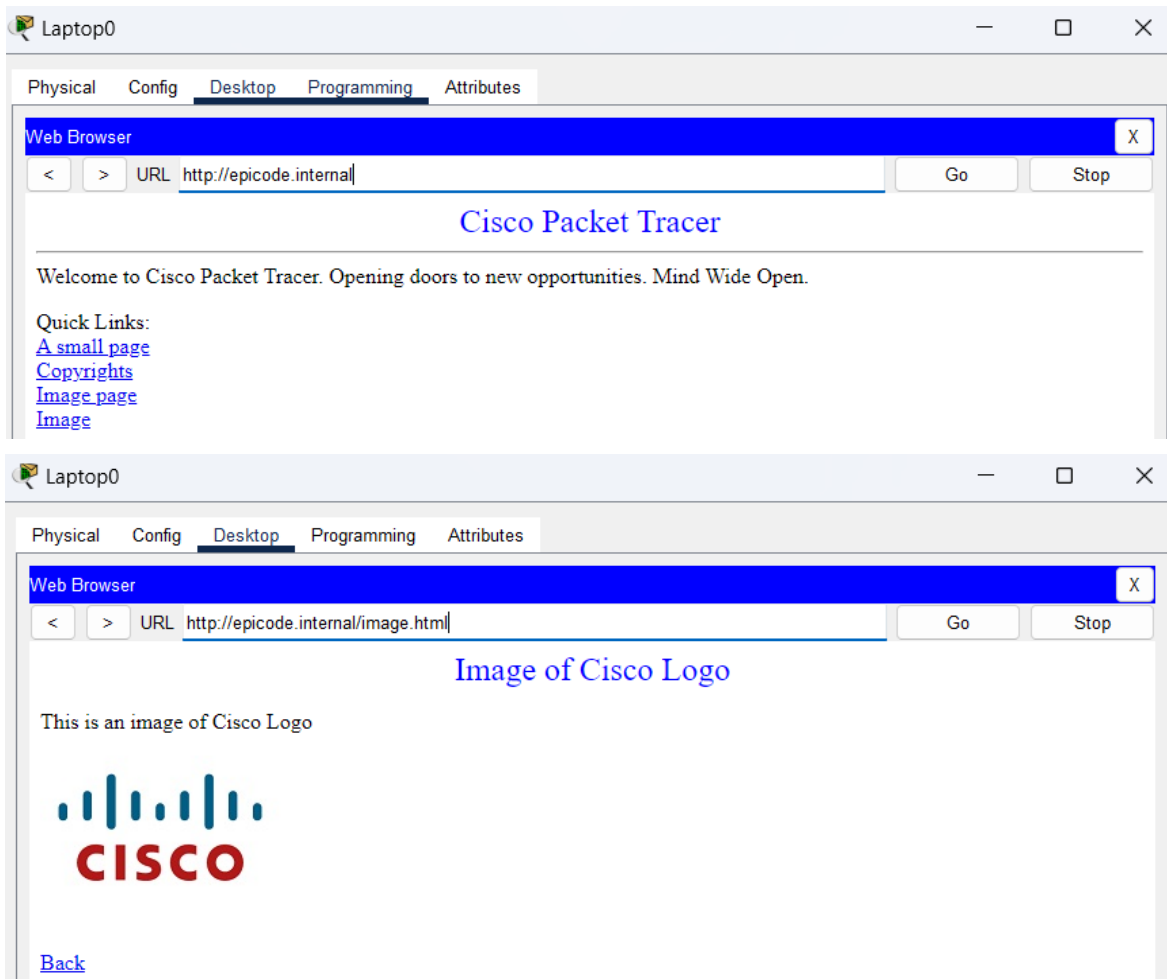 Laptop0
Physical Config Desktop Programming Attributes
Web Browser X
< > URL http://epicode.internal Go Stop
Cisco Packet Tracer
Welcome to Cisco Packet Tracer. Opening doors to new opportunities. Mind Wide Open.
Quick Links:
A small page
Copyrights
Image page
Image
Laptop0
Physical Config Desktop Programming Attributes
Web Browser X
< > URL http://epicode.internal/image.html Go Stop
Image of Cisco Logo
This is an image of Cisco Logo
CISCO
Back